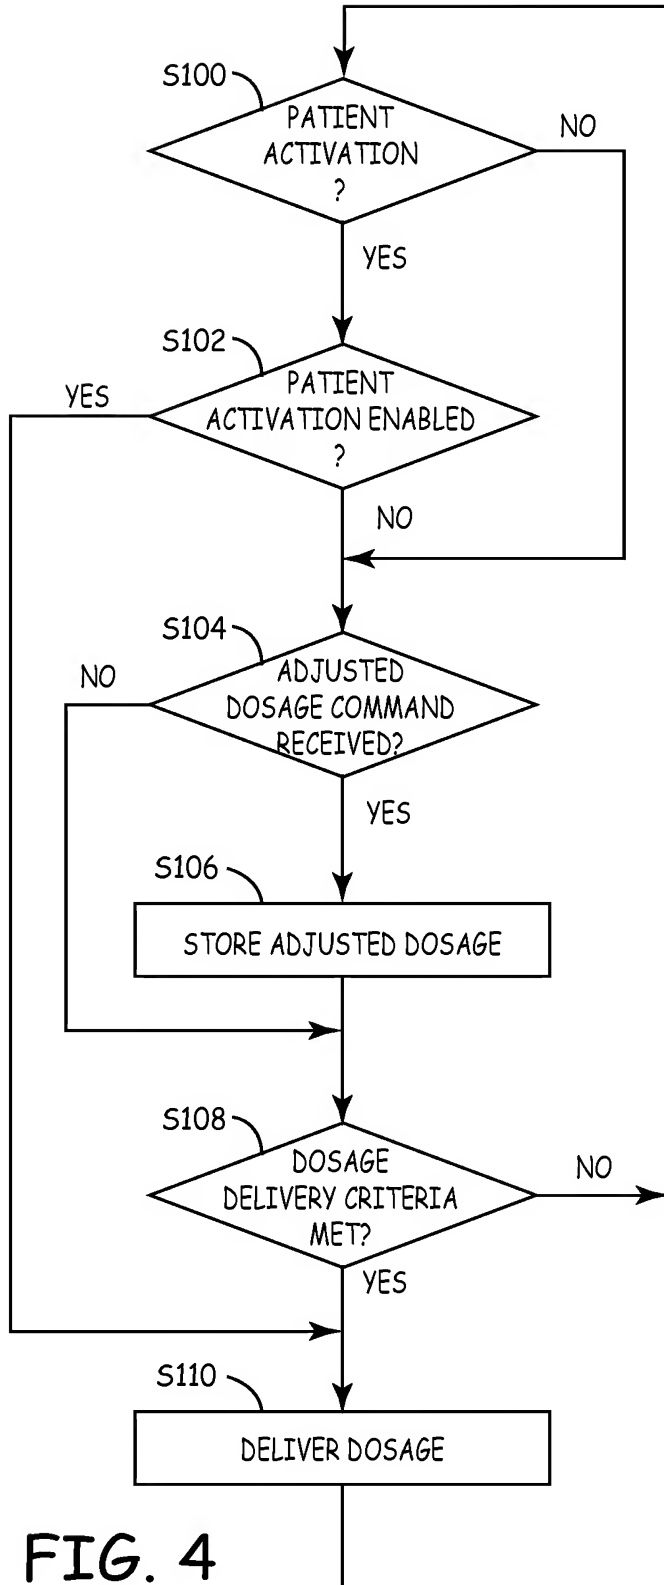 S100
PATIENT
ACTIVATION
?
NO
YES
S102
PATIENT
ACTIVATION ENABLED
?
YES
NO
S104
ADJUSTED
DOSAGE COMMAND
RECEIVED?
NO
YES
S106
STORE ADJUSTED DOSAGE
S108
DOSAGE
DELIVERY CRITERIA
MET?
NO
YES
S110
DELIVER DOSAGE
FIG. 4